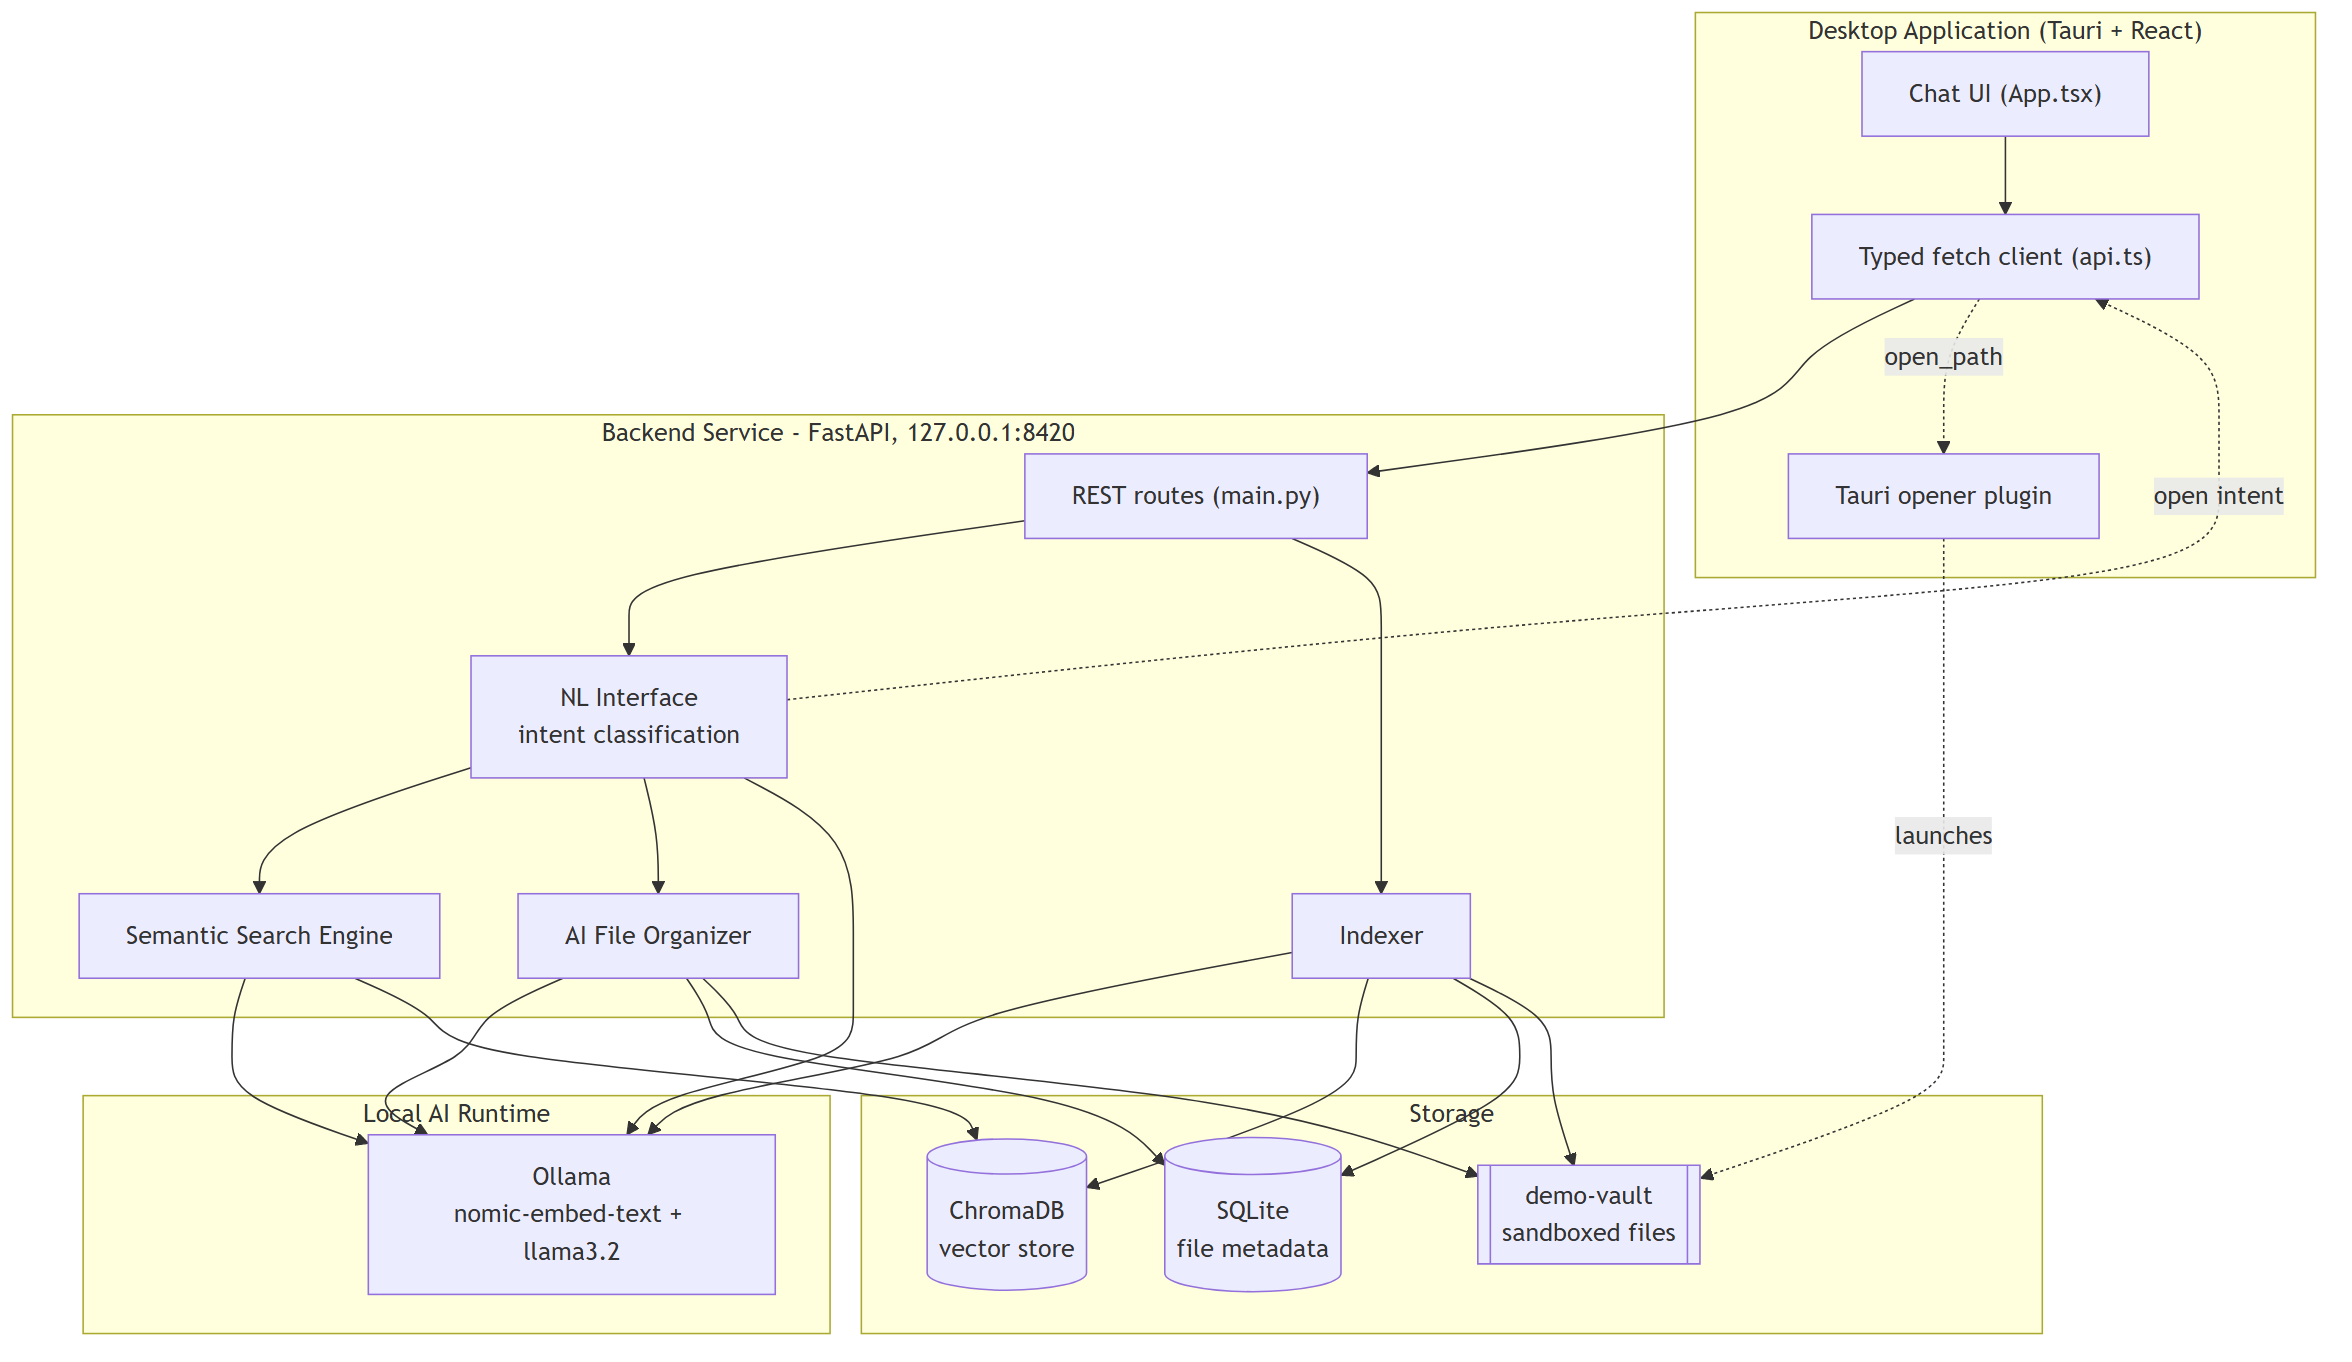 Desktop Application (Tauri + React)
Chat UI (App.tsx)
Typed fetch client (api.ts)
open_path
Backend Service - FastAPI, 127.0.0.1:8420
REST routes (main.py)
Tauri opener plugin
open intent
NL Interface
intent classification
launches
Semantic Search Engine
AI File Organizer
Indexer
Local AI Runtime
Storage
Ollama
nomic-embed-text +
llama3.2
ChromaDB
vector store
SQLite
file metadata
demo-vault
sandboxed files